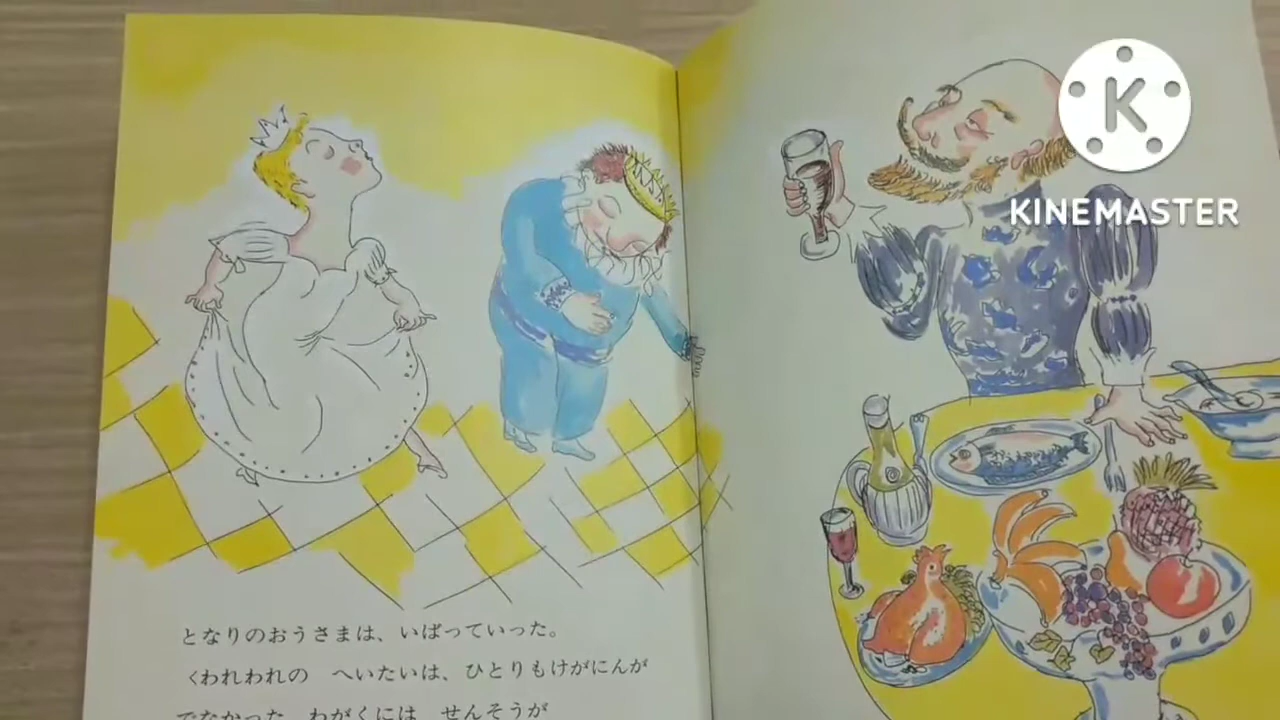 となりのおうさまは、いばっていった。
くわれわれの　へいたいは、ひとりもけがにんが
でなかった　わがくには　せんそうが
K
KINEMASTER